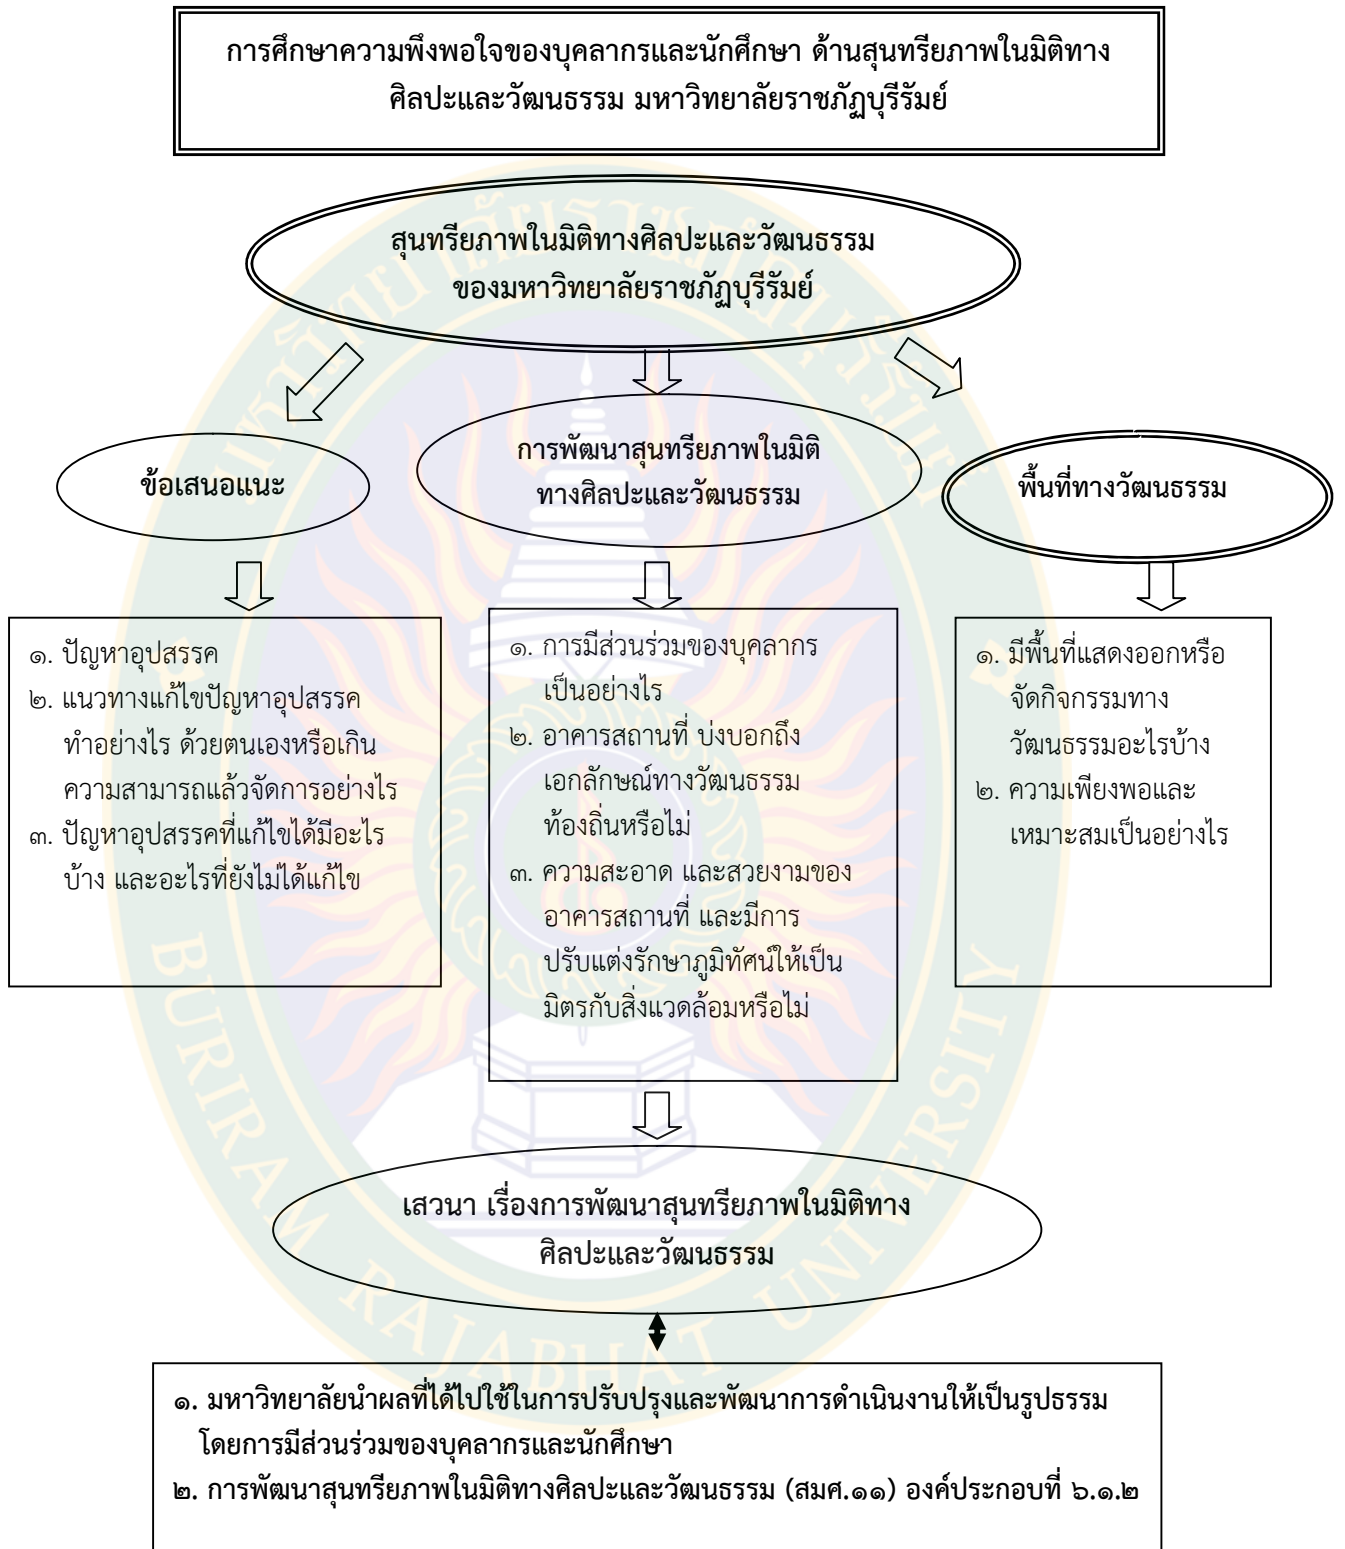 การศึกษาความพึงพอใจของบุคลากรและนักศึกษา ด้านสุนทรียภาพในมิติทาง
ศิลปะและวัฒนธรรม มหาวิทยาลัยราชภัฏบุรีรัมย์
สุนทรียภาพในมิติทางศิลปะและวัฒนธรรม
ของมหาวิทยาลัยราชภัฏบุรีรัมย์
ข้อเสนอแนะ
การพัฒนาสุนทรียภาพในมิติ
ทางศิลปะและวัฒนธรรม
พื้นที่ทางวัฒนธรรม
๑. ปัญหาอุปสรรค
๒. แนวทางแก้ไขปัญหาอุปสรรค
ทำอย่างไร ด้วยตนเองหรือเกิน
ความสามารถแล้วจัดการอย่างไร
๓. ปัญหาอุปสรรคที่แก้ไขได้มีอะไร
บ้าง และอะไรที่ยังไม่ได้แก้ไข
๑. การมีส่วนร่วมของบุคลากร
เป็นอย่างไร
๒. อาคารสถานที่ บ่งบอกถึง
เอกลักษณ์ทางวัฒนธรรม
ท้องถิ่นหรือไม่
๓. ความสะอาด และสวยงามของ
อาคารสถานที่ และมีการ
ปรับแต่งรักษาภูมิทัศน์ให้เป็น
มิตรกับสิ่งแวดล้อมหรือไม่
๑. มีพื้นที่แสดงออกหรือ
จัดกิจกรรมทาง
วัฒนธรรมอะไรบ้าง
๒. ความเพียงพอและ
เหมาะสมเป็นอย่างไร
เสวนา เรื่องการพัฒนาสุนทรียภาพในมิติทาง
ศิลปะและวัฒนธรรม
๑. มหาวิทยาลัยนำผลที่ได้ไปใช้ในการปรับปรุงและพัฒนาการดำเนินงานให้เป็นรูปธรรม
โดยการมีส่วนร่วมของบุคลากรและนักศึกษา
๒. การพัฒนาสุนทรียภาพในมิติทางศิลปะและวัฒนธรรม (สมศ.๑๑) องค์ประกอบที่ ๖.๑.๒
มหาวิทยาลัยราชภัฏบุรีรัมย์
BURIRAM RAJABHAT UNIVERSITY